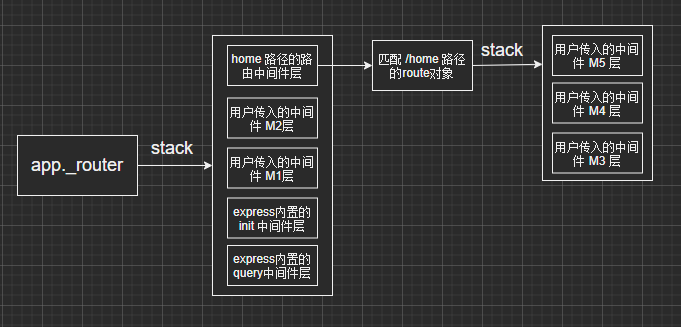 app._router
stack
home 路径的路
由中间件层
用户传入的中间
件 M2层
用户传入的中间
件 M1层
express内置的
init 中间件层
express内置的
query中间件层
匹配 /home 路径
的route对象
stack
用户传入的中间
件 M5 层
用户传入的中间
件 M4 层
用户传入的中间
件 M3 层